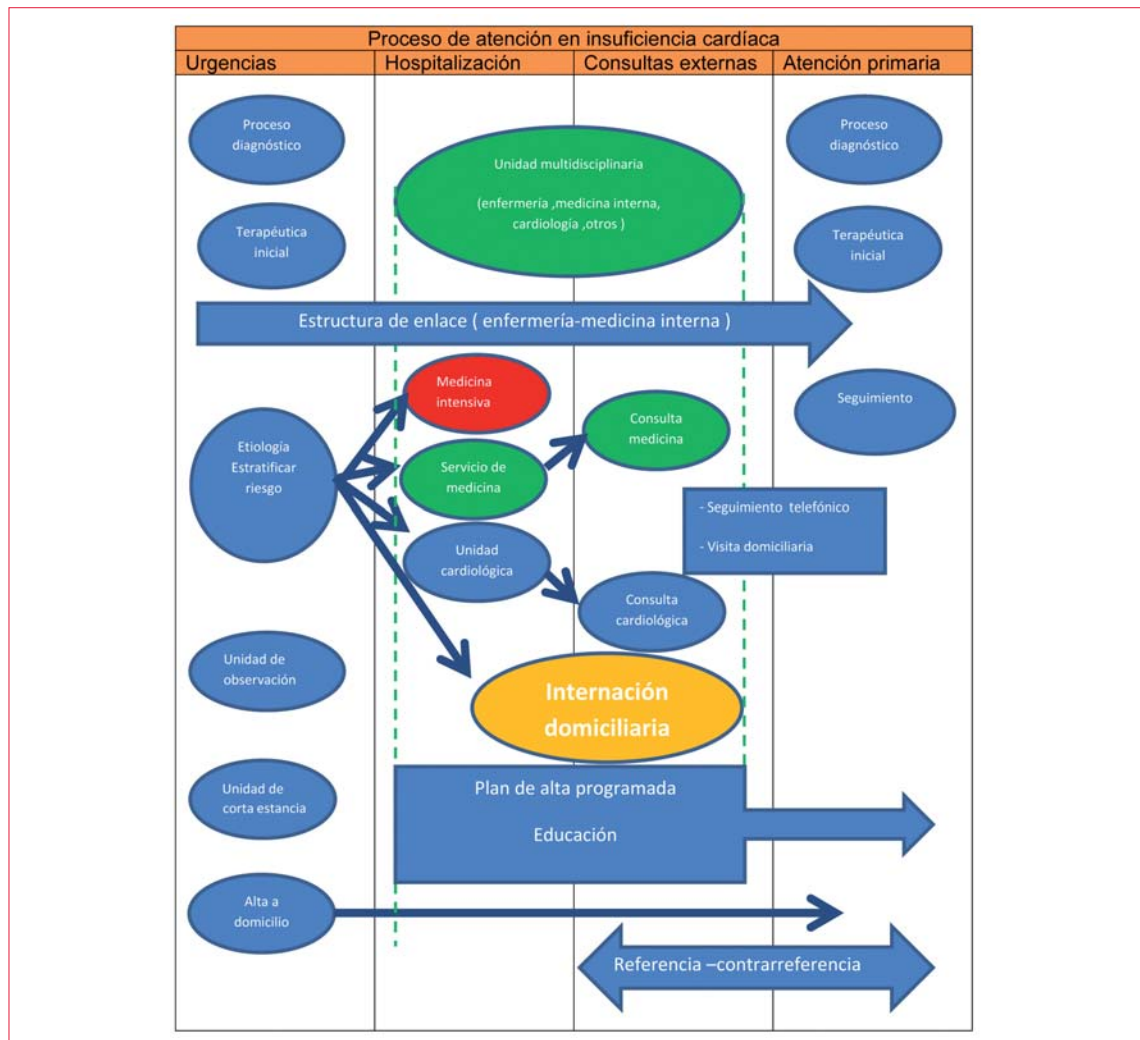 Proceso de atención en insuficiencia cardíaca
Urgencias
Hospitalización
Consultas externas
Atención primaria
Proceso
diagnóstico
Unidad multidisciplinaria
(enfermería ,medicina interna,
cardiología ,otros )
Proceso
diagnóstico
Terapéutica
inicial
Terapéutica
inicial
Estructura de enlace ( enfermería-medicina interna )
Medicina
intensiva
Seguimiento
Consulta
medicina
Etiología
Estratificar
riesgo
Servicio de
medicina
- Seguimiento telefónico
- Visita domiciliaria
Unidad
cardiológica
Consulta
cardiológica
Unidad de
observación
Internación
domiciliaria
Unidad de
corta estancia
Plan de alta programada
Educación
Alta a
domicilio
Referencia –contrarreferencia